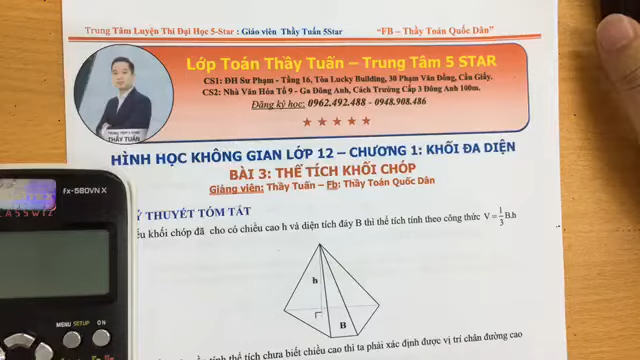 Trung Tâm Luyện Thi Đại Học 5-Star : Giáo viên Thầy Tuấn 5Star "FB – Thầy Toán Quốc Dân"
Lớp Toán Thầy Tuấn – Trung Tâm 5 STAR
CS1: ĐH Sư Phạm - Tầng 16, Tòa Lucky Building, 30 Phạm Văn Đồng, Cầu Giấy.
CS2: Nhà Văn Hóa Tổ 9 - Ga Đông Anh, Cách Trường Cấp 3 Đông Anh 100m.
Đăng ký học: 0962.492.488 - 0948.908.486
THẦY TUẤN
HÌNH HỌC KHÔNG GIAN LỚP 12 – CHƯƠNG 1: KHỐI ĐA DIỆN
BÀI 3: THỂ TÍCH KHỐI CHÓP
Giảng viên: Thầy Tuấn – Fb: Thầy Toán Quốc Dân
fx-580VN X
CLASSWIZ
THUYẾT TÓM TẮT
khối chóp đã cho có chiều cao h và diện tích đáy B thì thể tích tính theo công thức V = 1/3 B.h
h
B
MENU SETUP ON
tính thể tích chưa biết chiều cao thì ta phải xác định được vị trí chân đường cao